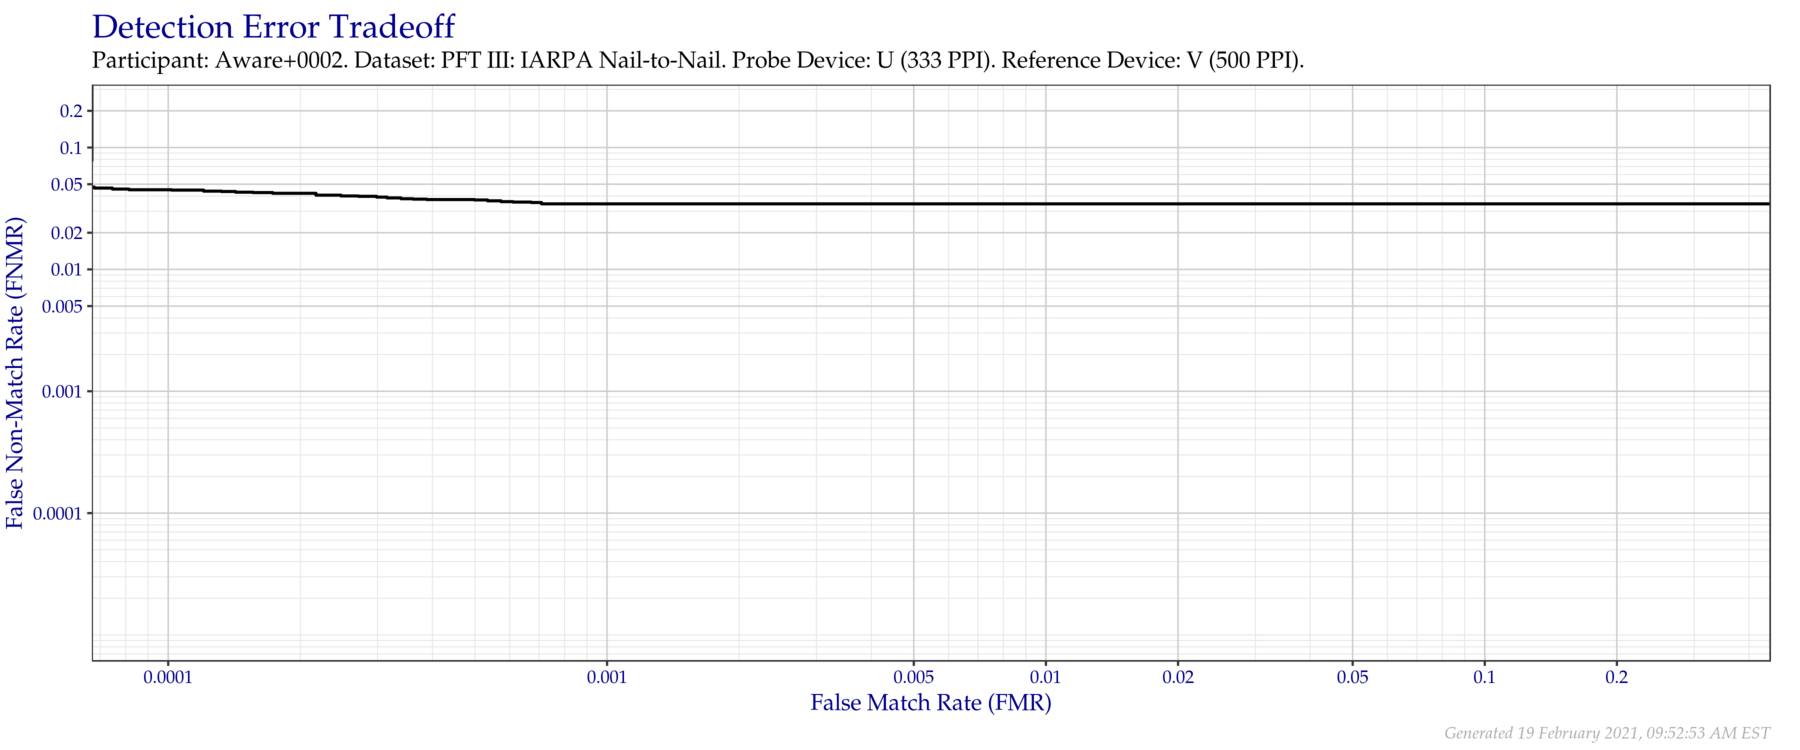 Detection Error Tradeoff
Participant: Aware+0002. Dataset: PFT III: IARPA Nail-to-Nail. Probe Device: U (333 PPI). Reference Device: V (500 PPI).
False Non-Match Rate (FNMR)
0.2
0.1
0.05
0.02
0.01
0.005
0.001
0.0001
0.0001 0.001 0.005 0.01 0.02 0.05 0.1 0.2
False Match Rate (FMR)
Generated 19 February 2021, 09:52:53 AM EST